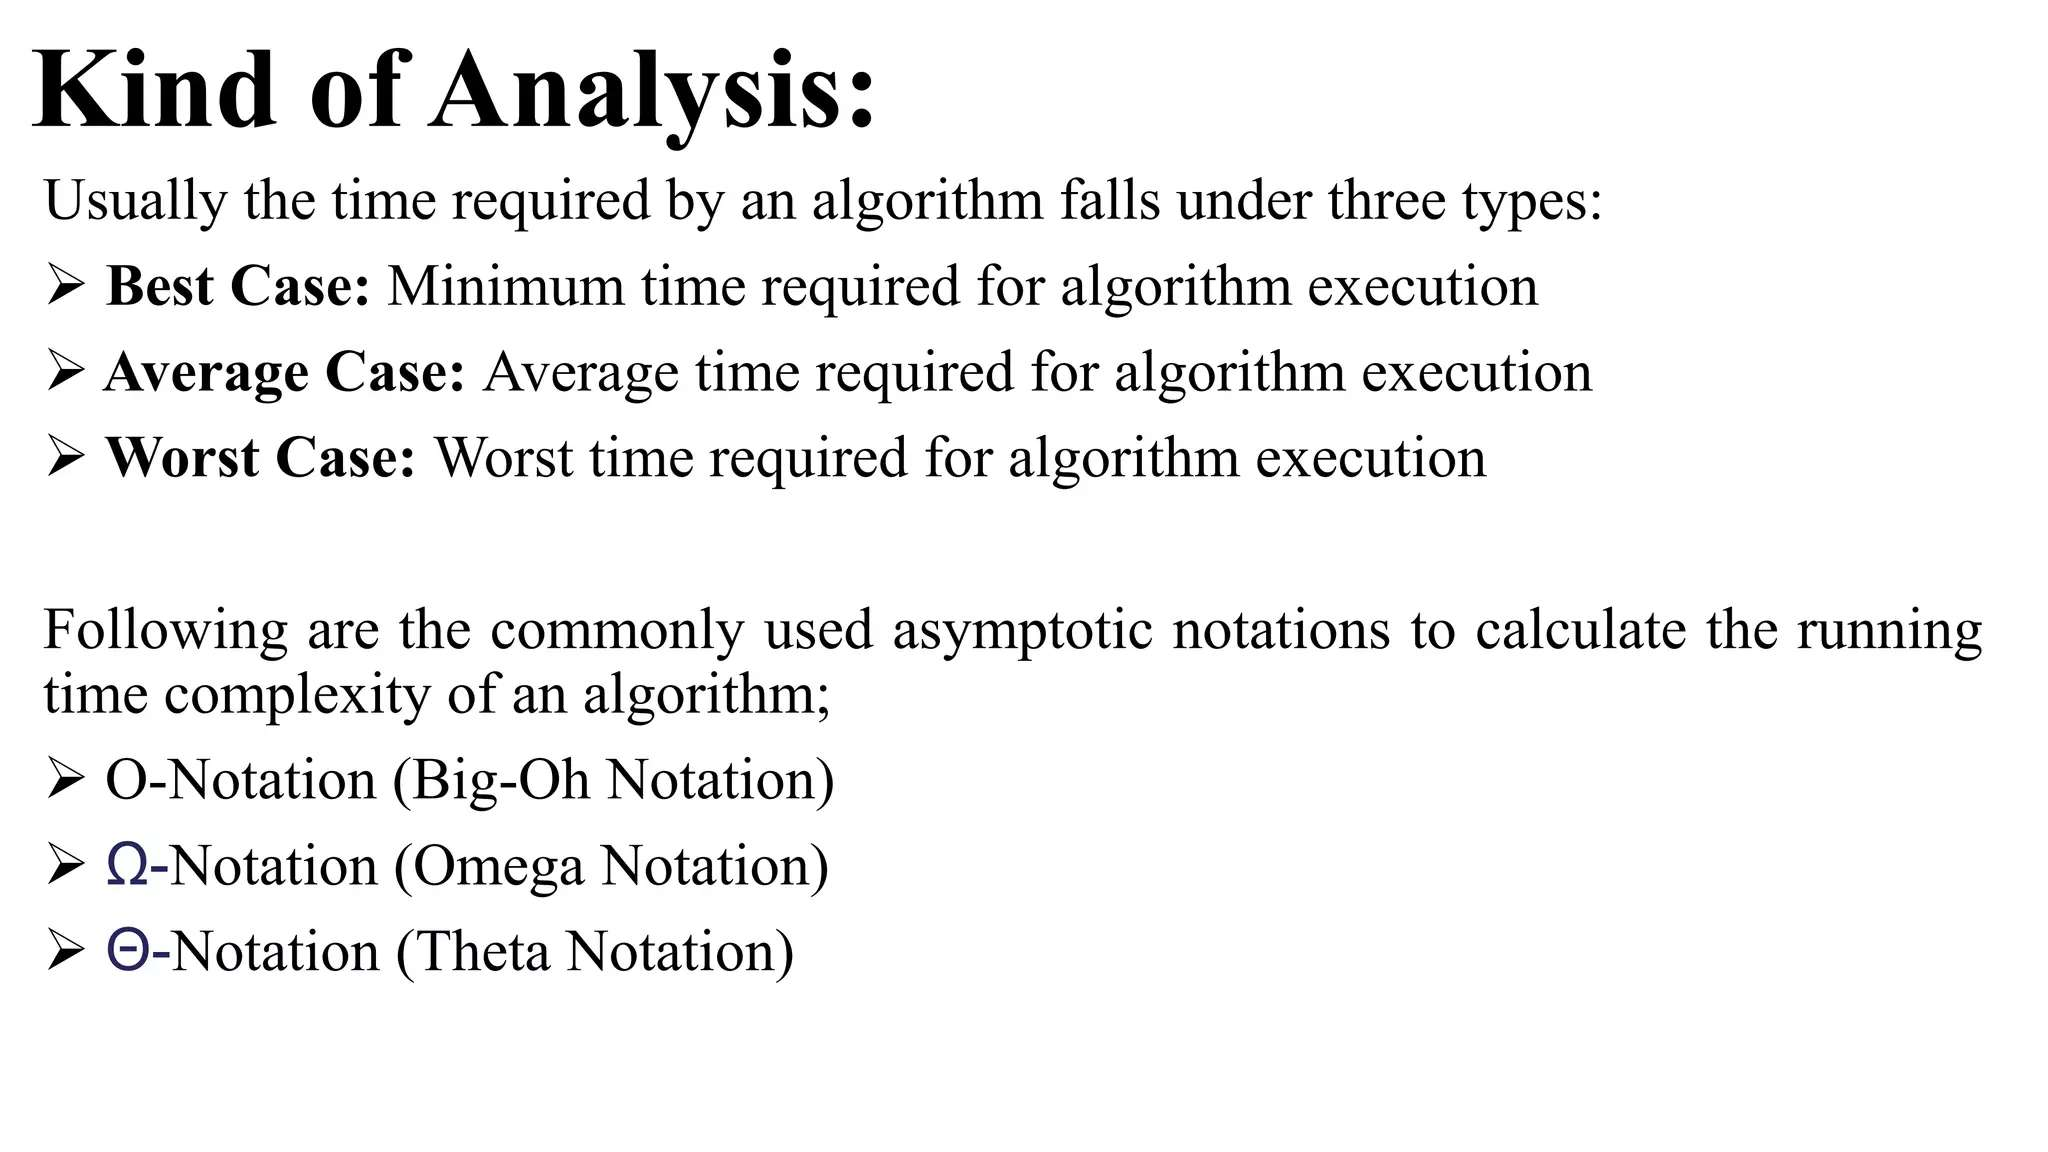 Kind of Analysis:
Usually the time required by an algorithm falls under three types:
➢ Best Case: Minimum time required for algorithm execution
➢ Average Case: Average time required for algorithm execution
➢ Worst Case: Worst time required for algorithm execution
Following are the commonly used asymptotic notations to calculate the running
time complexity of an algorithm;
➢ O-Notation (Big-Oh Notation)
➢ Ω-Notation (Omega Notation)
➢ Θ-Notation (Theta Notation)